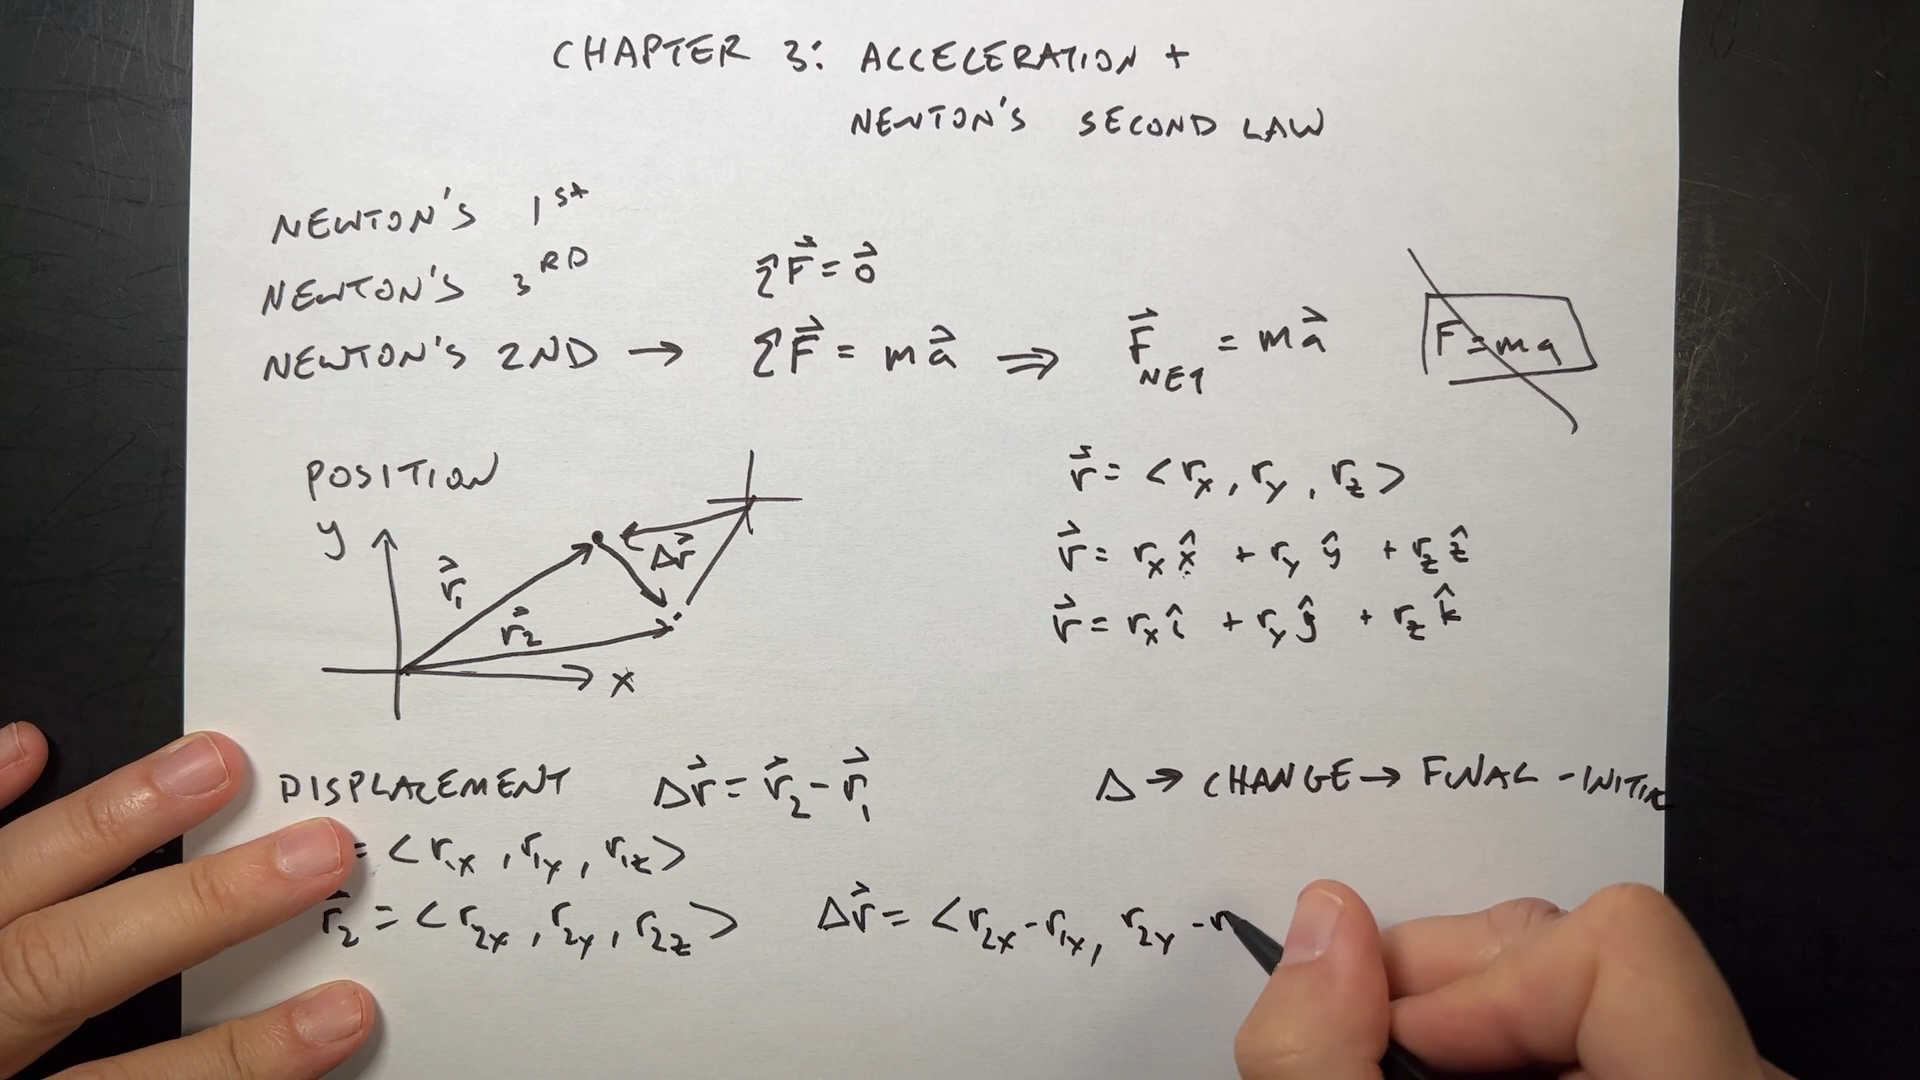 CHAPTER 3: ACCELERATION +
NEWTON'S SECOND LAW
NEWTON'S 1ST
NEWTON'S 3RD
ΣF⃗ = 0⃗
NEWTON'S 2ND → ΣF⃗ = ma⃗ ⇒ F⃗NET = ma⃗
F = ma
POSITION
y
r⃗₁
r⃗₂
Δr⃗
x
r⃗ = <rx, ry, rz>
r⃗ = rx x̂ + ry ŷ + rz ẑ
r⃗ = rx î + ry ĵ + rz k̂
DISPLACEMENT Δr⃗ = r⃗₂ - r⃗₁
Δ → CHANGE → FINAL - INITIAL
= <r1x, r1y, r1z>
r⃗₂ = <r2x, r2y, r2z>
Δr⃗ = <r2x - r1x, r2y - r